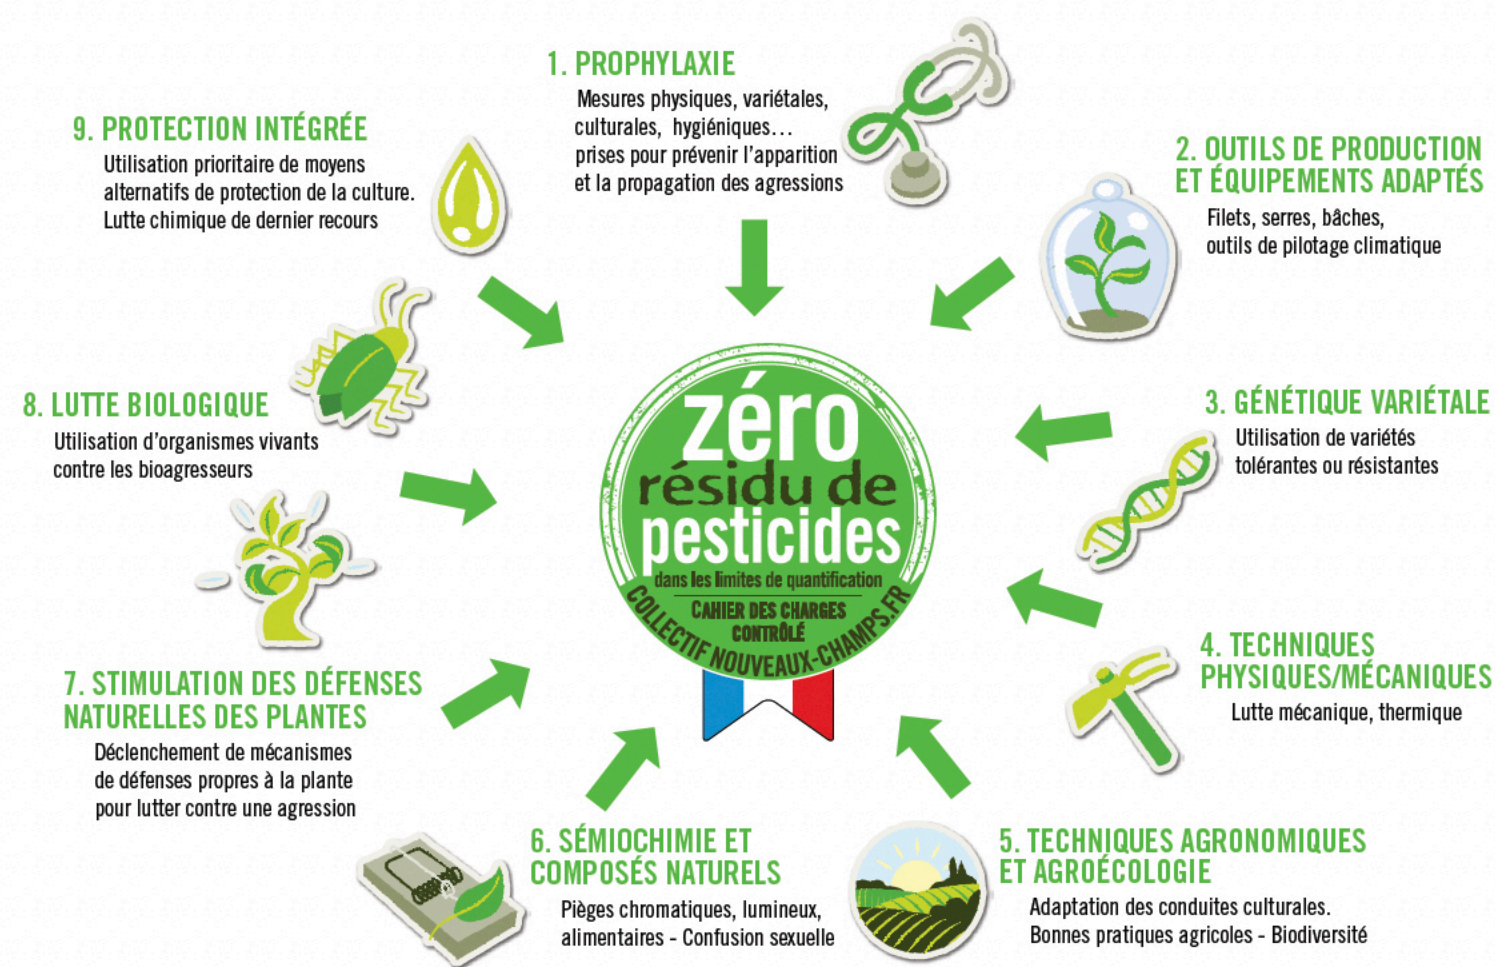 1. PROPHYLAXIE
Mesures physiques, variétales,
culturales, hygiéniques...
prises pour prévenir l'apparition
et la propagation des agressions
2. OUTILS DE PRODUCTION
ET ÉQUIPEMENTS ADAPTÉS
Filets, serres, bâches,
outils de pilotage climatique
3. GÉNÉTIQUE VARIÉTALE
Utilisation de variétés
tolérantes ou résistantes
4. TECHNIQUES
PHYSIQUES/MÉCANIQUES
Lutte mécanique, thermique
5. TECHNIQUES AGRONOMIQUES
ET AGROÉCOLOGIE
Adaptation des conduites culturales.
Bonnes pratiques agricoles - Biodiversité
6. SÉMIOCHIMIE ET
COMPOSÉS NATURELS
Pièges chromatiques, lumineux,
alimentaires - Confusion sexuelle
7. STIMULATION DES DÉFENSES
NATURELLES DES PLANTES
Déclenchement de mécanismes
de défenses propres à la plante
pour lutter contre une agression
8. LUTTE BIOLOGIQUE
Utilisation d'organismes vivants
contre les bioagresseurs
9. PROTECTION INTÉGRÉE
Utilisation prioritaire de moyens
alternatifs de protection de la culture.
Lutte chimique de dernier recours
zéro
résidu de
pesticides
dans les limites de quantification
CAHIER DES CHARGES
CONTRÔLÉ
COLLECTIF NOUVEAUX-CHAMPS.FR